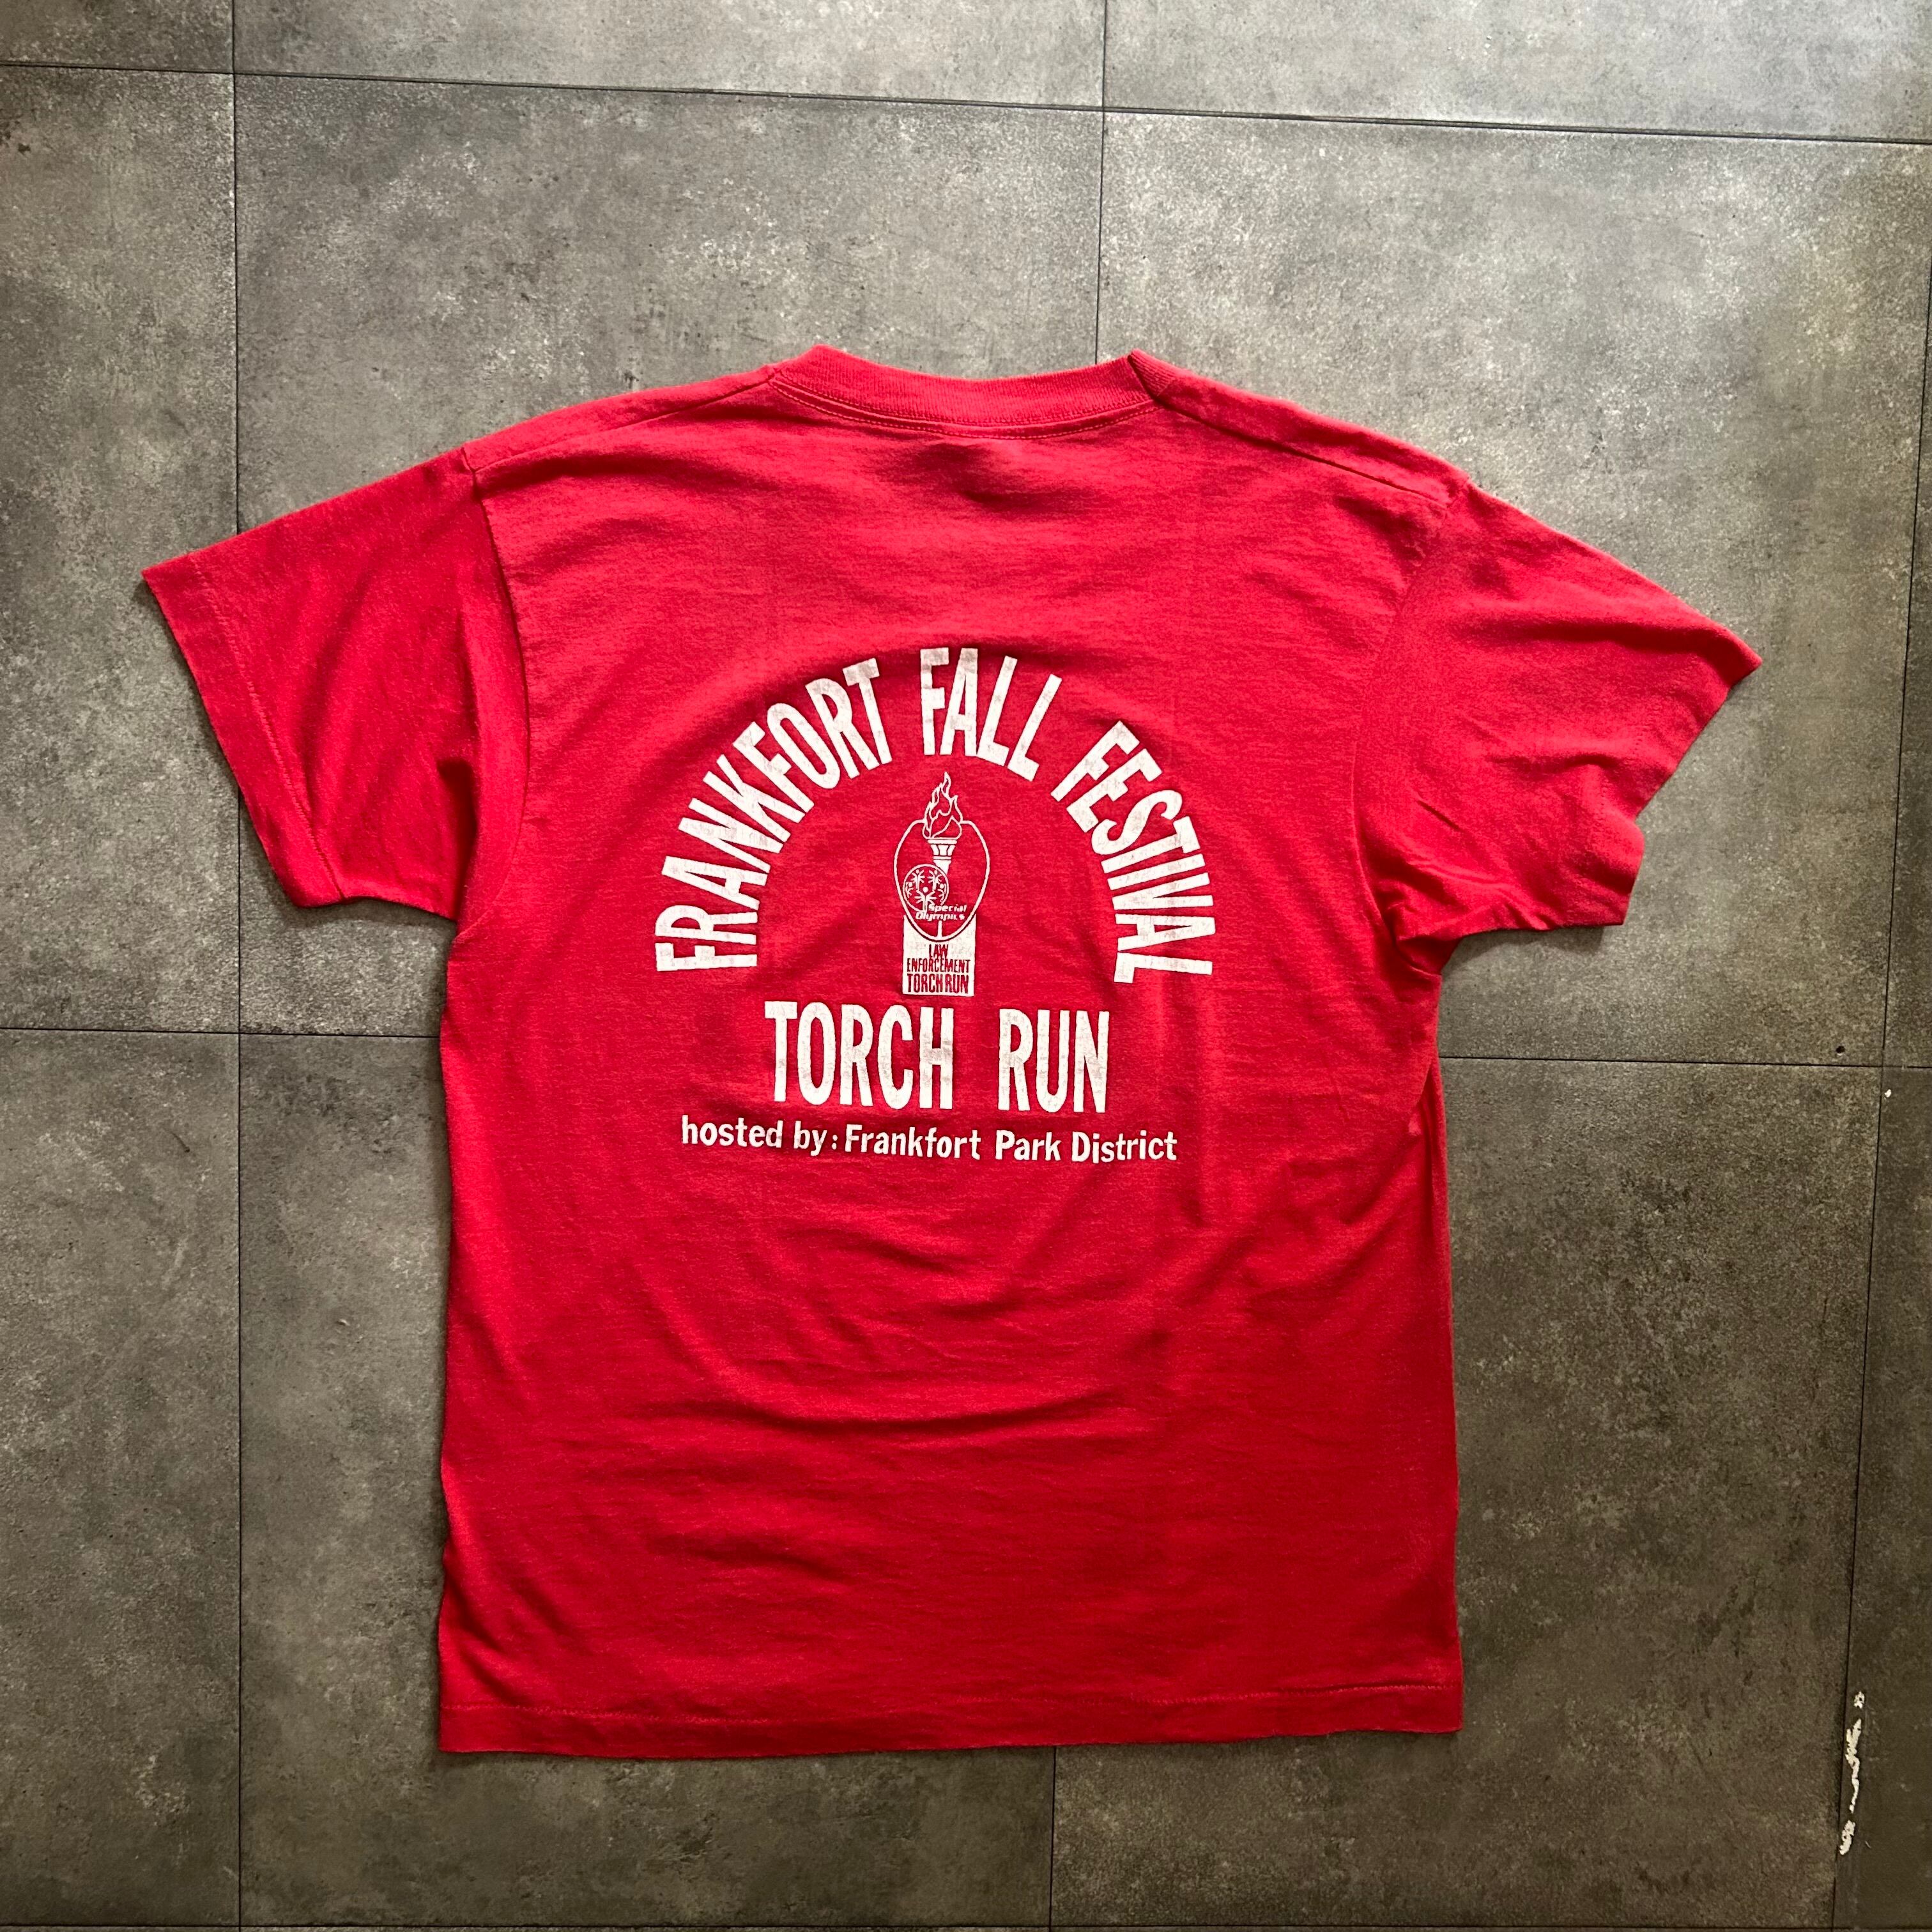 FRANKFORT FALL FESTIVAL
Special
Olympics
LAW
ENFORCEMENT
TORCH RUN
TORCH RUN
hosted by: Frankfort Park District